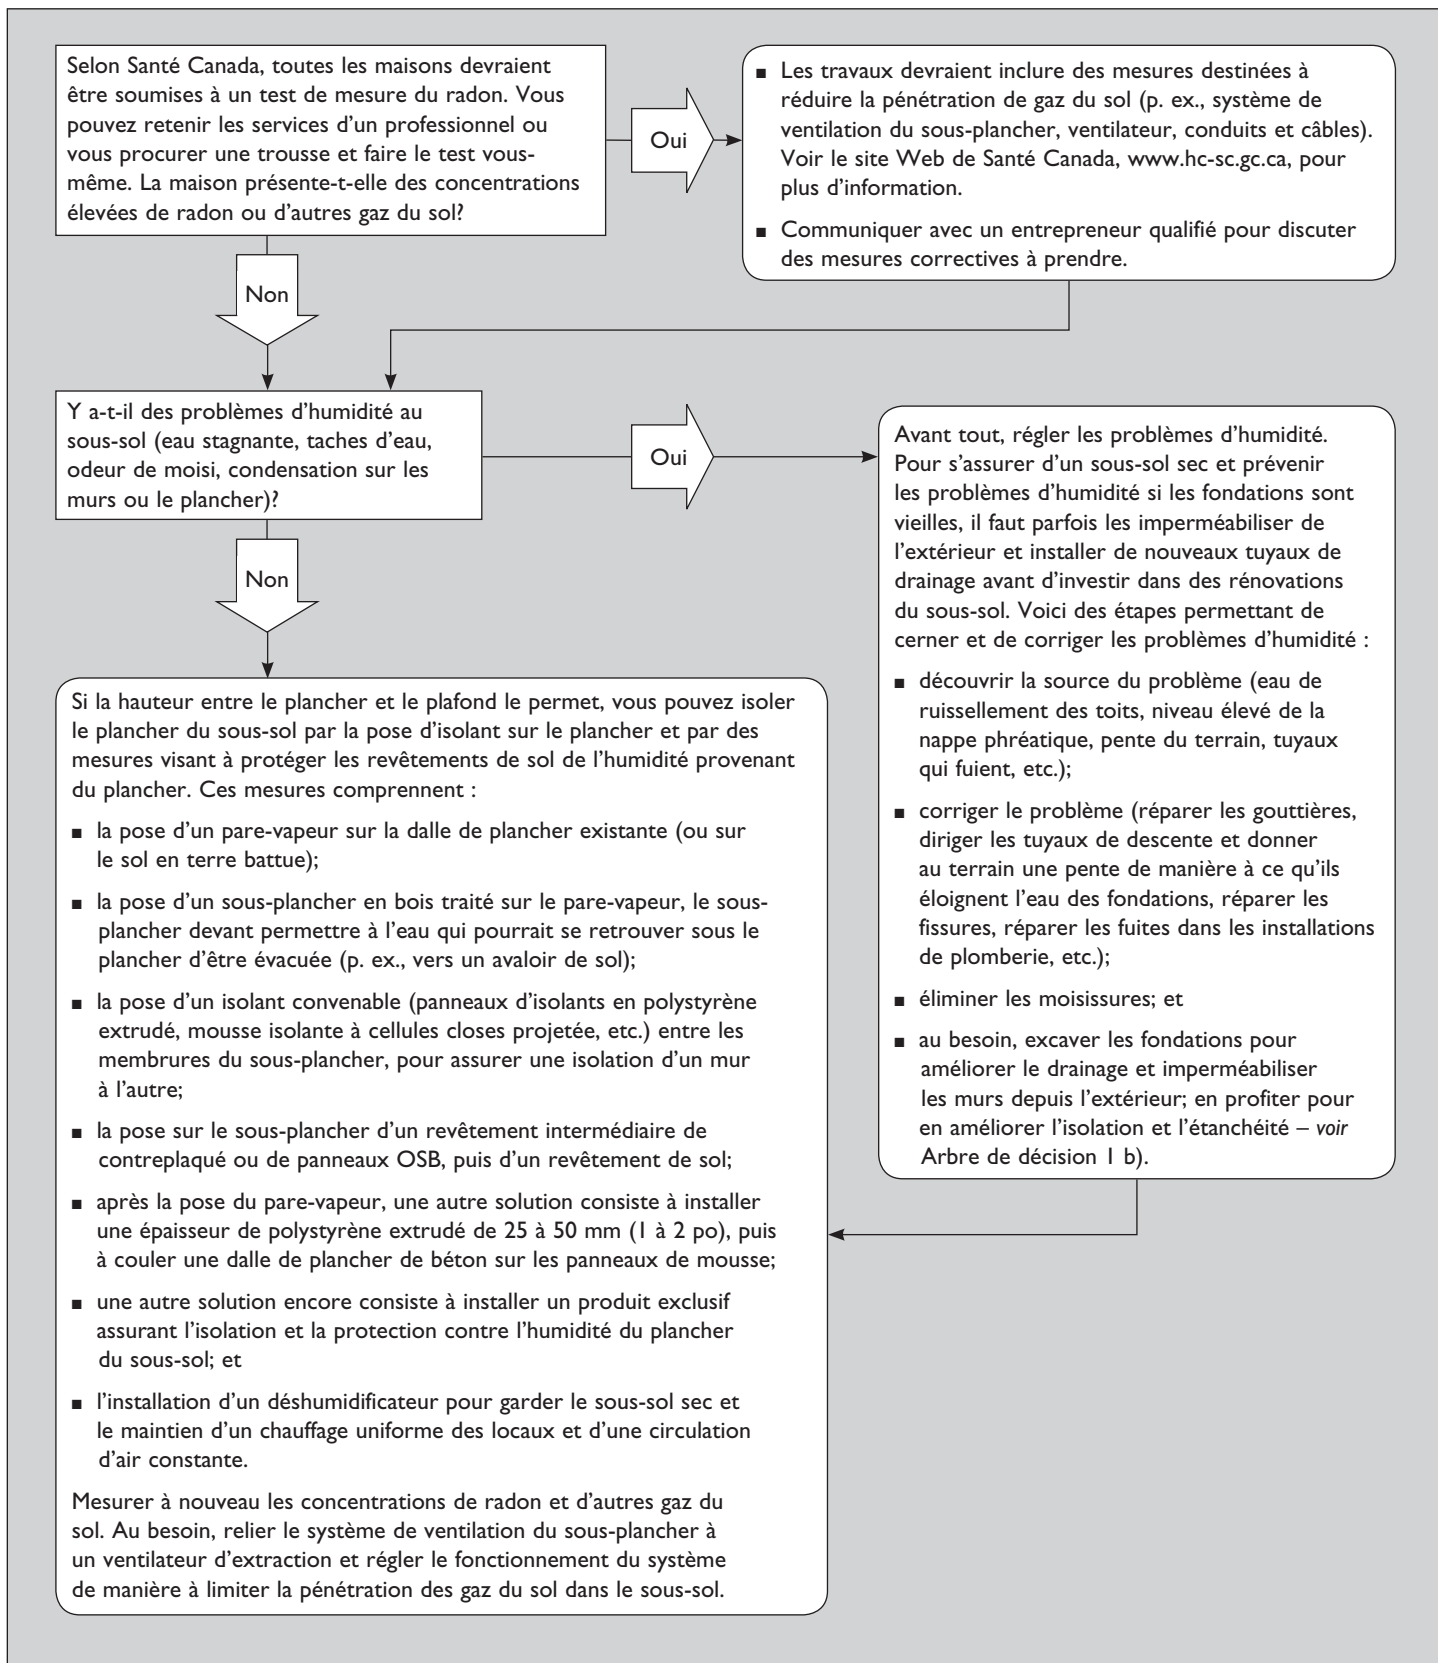 Selon Santé Canada, toutes les maisons devraient
être soumises à un test de mesure du radon. Vous
pouvez retenir les services d'un professionnel ou
vous procurer une trousse et faire le test vous-
même. La maison présente-t-elle des concentrations
élevées de radon ou d'autres gaz du sol?
Oui
■ Les travaux devraient inclure des mesures destinées à
réduire la pénétration de gaz du sol (p. ex., système de
ventilation du sous-plancher, ventilateur, conduits et câbles).
Voir le site Web de Santé Canada, www.hc-sc.gc.ca, pour
plus d'information.
■ Communiquer avec un entrepreneur qualifié pour discuter
des mesures correctives à prendre.
Non
Y a-t-il des problèmes d'humidité au
sous-sol (eau stagnante, taches d'eau,
odeur de moisi, condensation sur les
murs ou le plancher)?
Oui
Avant tout, régler les problèmes d'humidité.
Pour s'assurer d'un sous-sol sec et prévenir
les problèmes d'humidité si les fondations sont
vieilles, il faut parfois les imperméabiliser de
l'extérieur et installer de nouveaux tuyaux de
drainage avant d'investir dans des rénovations
du sous-sol. Voici des étapes permettant de
cerner et de corriger les problèmes d'humidité :
■ découvrir la source du problème (eau de
ruissellement des toits, niveau élevé de la
nappe phréatique, pente du terrain, tuyaux
qui fuient, etc.);
■ corriger le problème (réparer les gouttières,
diriger les tuyaux de descente et donner
au terrain une pente de manière à ce qu'ils
éloignent l'eau des fondations, réparer les
fissures, réparer les fuites dans les installations
de plomberie, etc.);
■ éliminer les moisissures; et
■ au besoin, excaver les fondations pour
améliorer le drainage et imperméabiliser
les murs depuis l'extérieur; en profiter pour
en améliorer l'isolation et l'étanchéité – voir
Arbre de décision 1 b).
Non
Si la hauteur entre le plancher et le plafond le permet, vous pouvez isoler
le plancher du sous-sol par la pose d'isolant sur le plancher et par des
mesures visant à protéger les revêtements de sol de l'humidité provenant
du plancher. Ces mesures comprennent :
■ la pose d'un pare-vapeur sur la dalle de plancher existante (ou sur
le sol en terre battue);
■ la pose d'un sous-plancher en bois traité sur le pare-vapeur, le sous-
plancher devant permettre à l'eau qui pourrait se retrouver sous le
plancher d'être évacuée (p. ex., vers un avaloir de sol);
■ la pose d'un isolant convenable (panneaux d'isolants en polystyrène
extrudé, mousse isolante à cellules closes projetée, etc.) entre les
membrures du sous-plancher, pour assurer une isolation d'un mur
à l'autre;
■ la pose sur le sous-plancher d'un revêtement intermédiaire de
contreplaqué ou de panneaux OSB, puis d'un revêtement de sol;
■ après la pose du pare-vapeur, une autre solution consiste à installer
une épaisseur de polystyrène extrudé de 25 à 50 mm (1 à 2 po), puis
à couler une dalle de plancher de béton sur les panneaux de mousse;
■ une autre solution encore consiste à installer un produit exclusif
assurant l'isolation et la protection contre l'humidité du plancher
du sous-sol; et
■ l'installation d'un déshumidificateur pour garder le sous-sol sec et
le maintien d'un chauffage uniforme des locaux et d'une circulation
d'air constante.
Mesurer à nouveau les concentrations de radon et d'autres gaz du
sol. Au besoin, relier le système de ventilation du sous-plancher à
un ventilateur d'extraction et régler le fonctionnement du système
de manière à limiter la pénétration des gaz du sol dans le sous-sol.